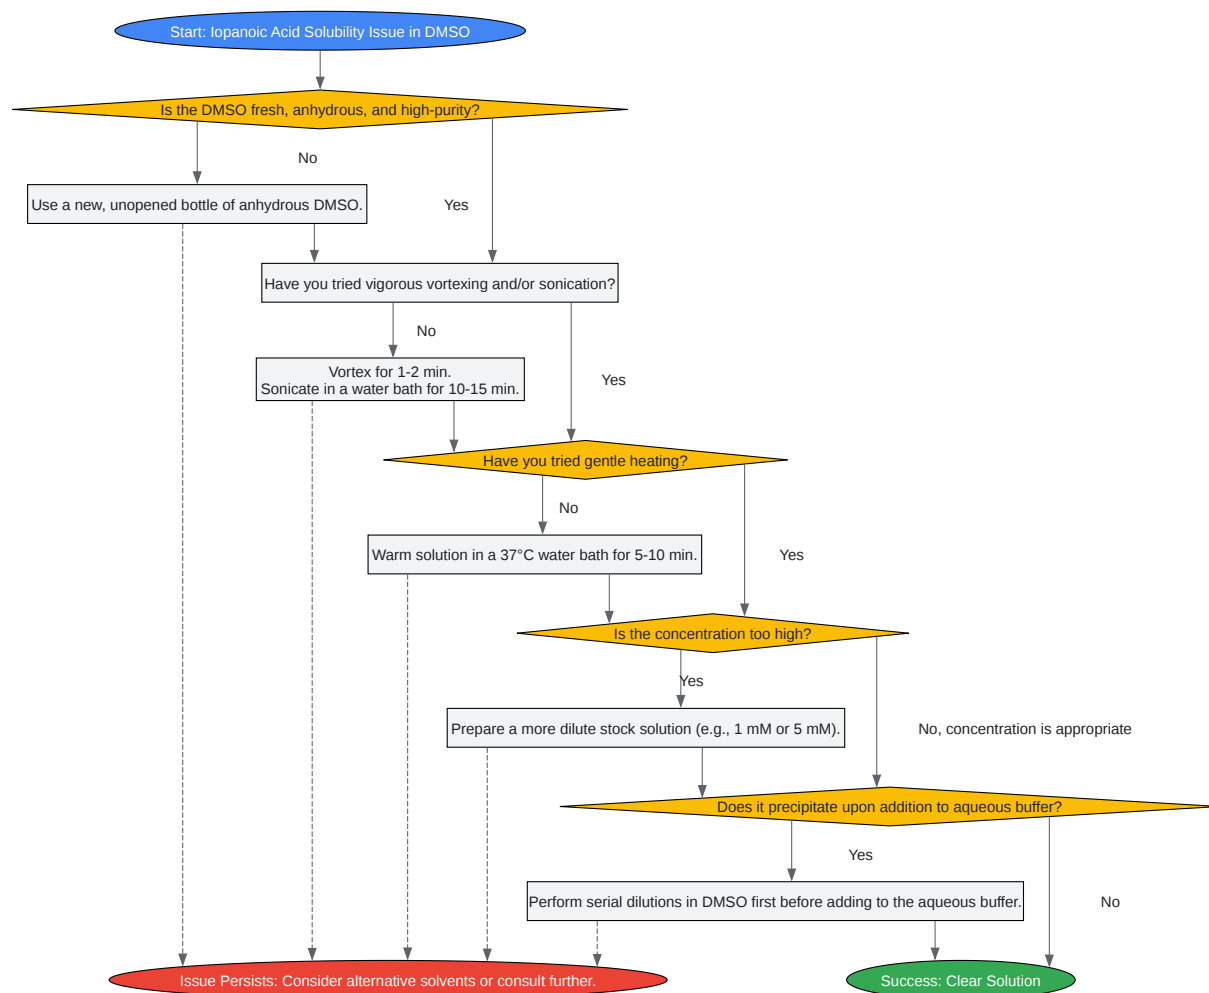 Start: Iopanoic Acid Solubility Issue in DMSO
Is the DMSO fresh, anhydrous, and high-purity?
No
Use a new, unopened bottle of anhydrous DMSO.
Yes
Have you tried vigorous vortexing and/or sonication?
No
Vortex for 1-2 min.
Sonicate in a water bath for 10-15 min.
Yes
Have you tried gentle heating?
No
Warm solution in a 37°C water bath for 5-10 min.
Yes
Is the concentration too high?
Yes
Prepare a more dilute stock solution (e.g., 1 mM or 5 mM).
No, concentration is appropriate
Does it precipitate upon addition to aqueous buffer?
Yes
Perform serial dilutions in DMSO first before adding to the aqueous buffer.
No
Issue Persists: Consider alternative solvents or consult further.
Success: Clear Solution